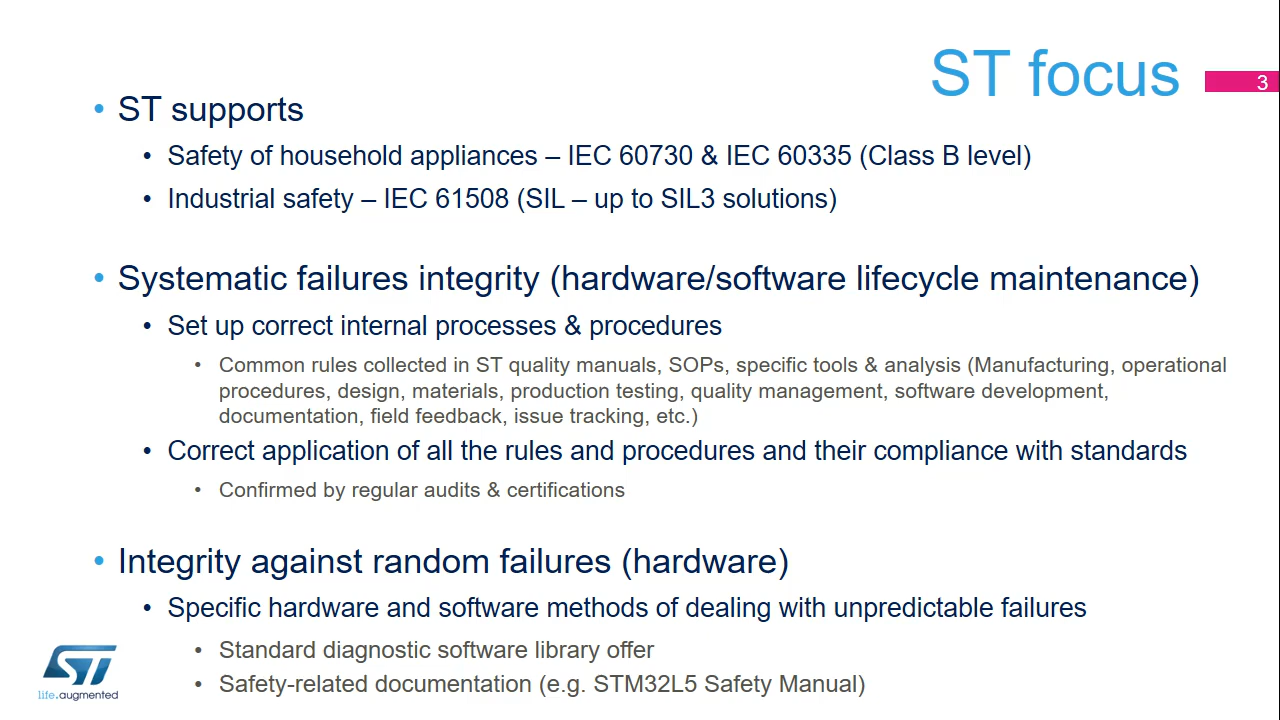 ST focus
3
• ST supports
• Safety of household appliances – IEC 60730 & IEC 60335 (Class B level)
• Industrial safety – IEC 61508 (SIL – up to SIL3 solutions)
• Systematic failures integrity (hardware/software lifecycle maintenance)
• Set up correct internal processes & procedures
• Common rules collected in ST quality manuals, SOPs, specific tools & analysis (Manufacturing, operational
procedures, design, materials, production testing, quality management, software development,
documentation, field feedback, issue tracking, etc.)
• Correct application of all the rules and procedures and their compliance with standards
• Confirmed by regular audits & certifications
• Integrity against random failures (hardware)
• Specific hardware and software methods of dealing with unpredictable failures
• Standard diagnostic software library offer
• Safety-related documentation (e.g. STM32L5 Safety Manual)
ST
life.augmented